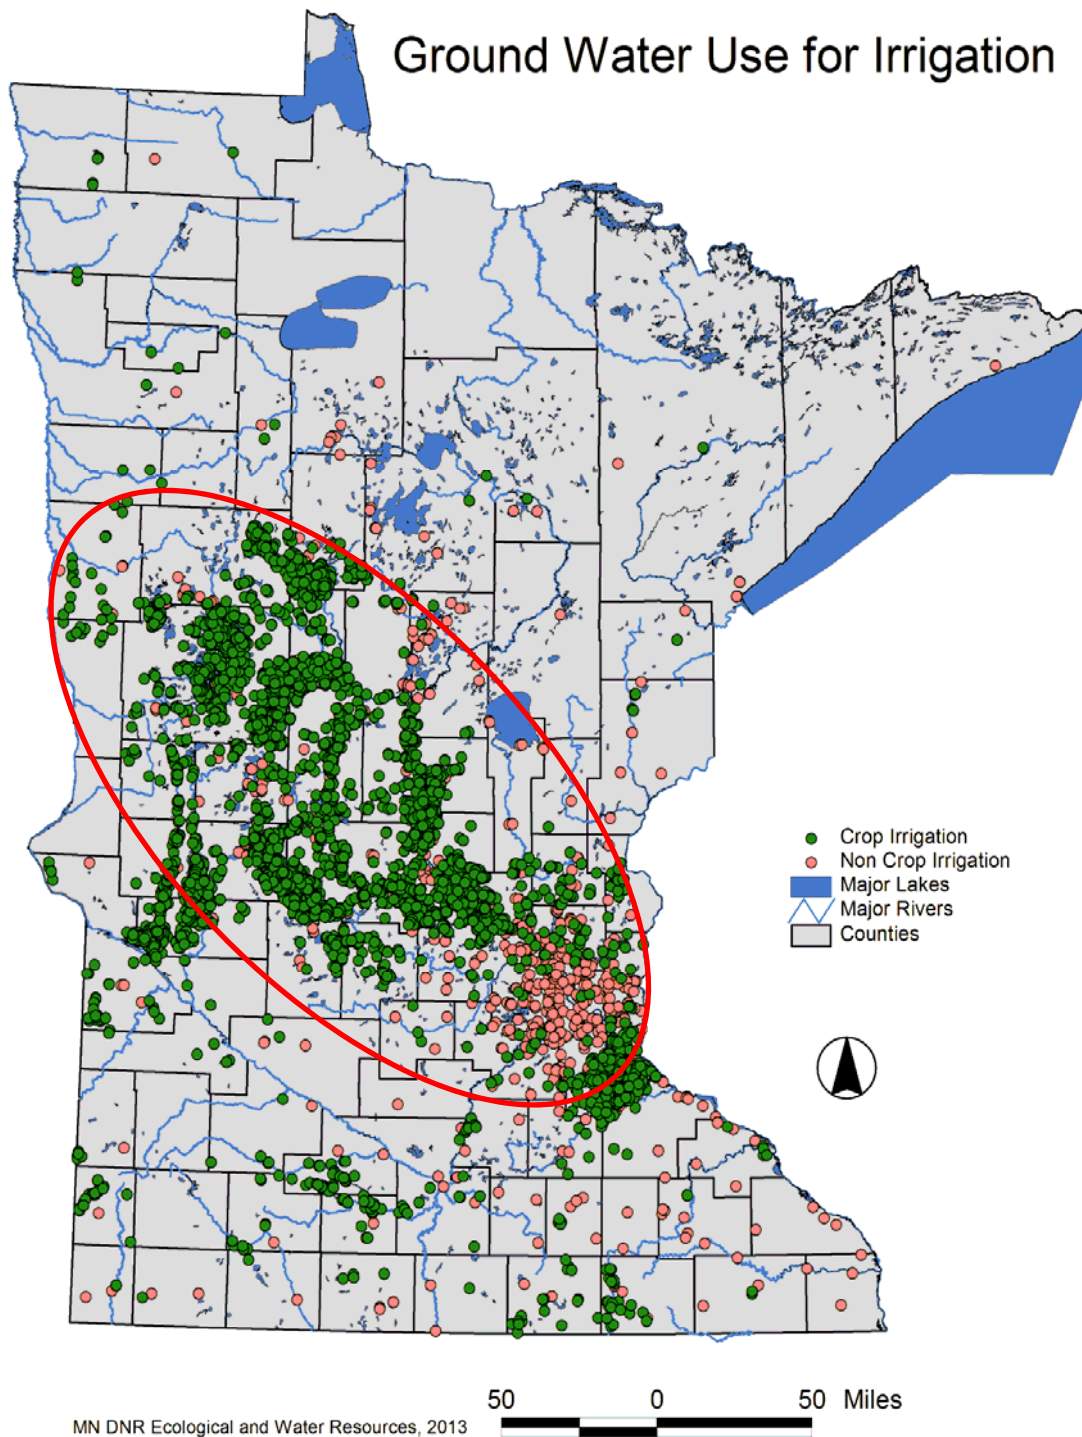 Ground Water Use for Irrigation
Crop Irrigation
Non Crop Irrigation
Major Lakes
Major Rivers
Counties
50 0 50 Miles
MN DNR Ecological and Water Resources, 2013